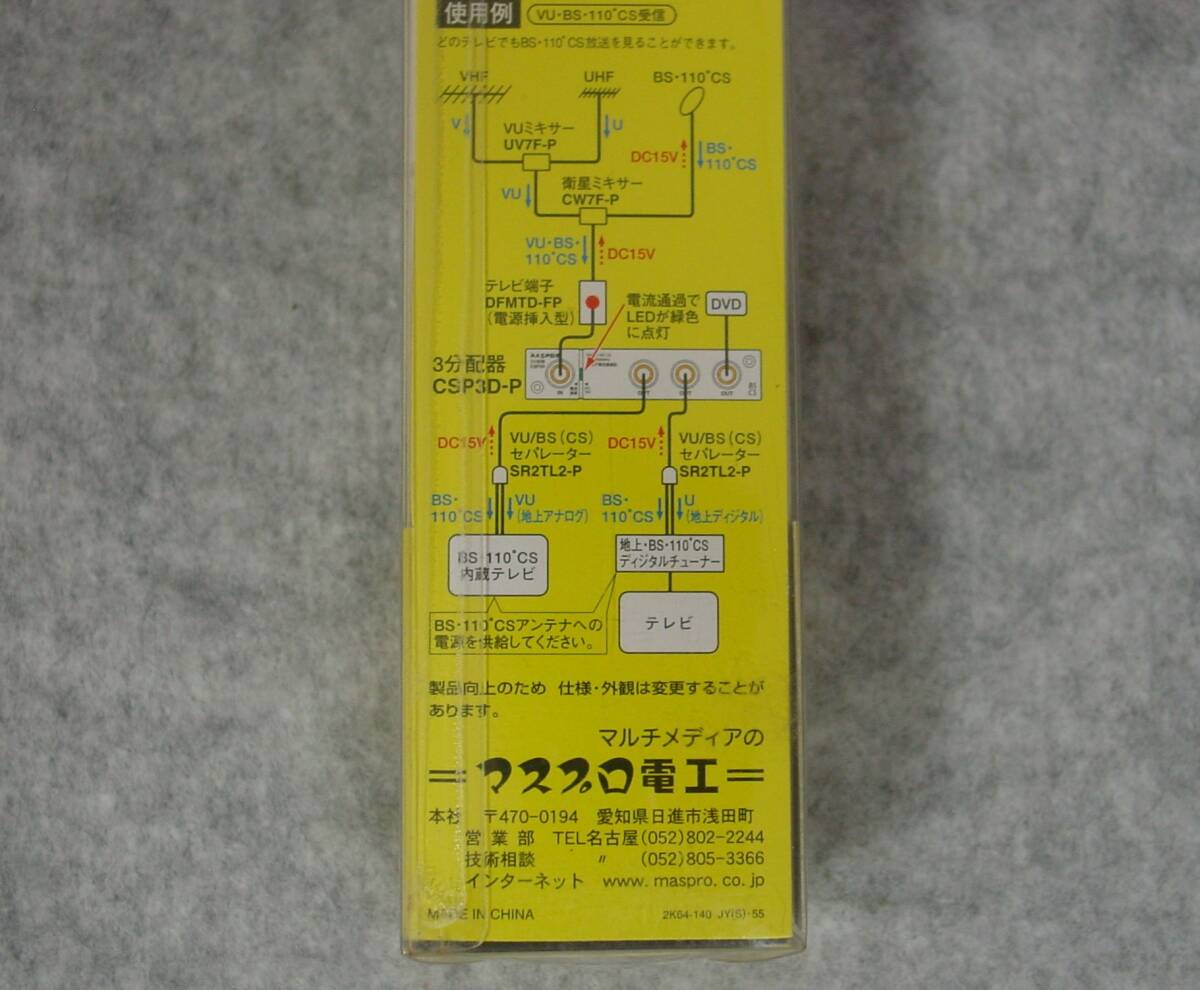 使用例 VU・BS・110°CS受信
どのテレビでもBS・110°CS放送を見ることができます。
VHF UHF BS・110°CS
V U
VUミキサー
UV7F-P
DC15V
BS・
110°CS
VU
衛星ミキサー
CW7F-P
VU・BS・
110°CS
DC15V
テレビ端子
DFMTD-FP
(電源挿入型)
電流通過で
LEDが緑色
に点灯
DVD
3分配器
CSP3D-P
IN OUT OUT OUT
DC15V
VU/BS(CS)
セパレーター
SR2TL2-P
DC15V
VU/BS(CS)
セパレーター
SR2TL2-P
BS・
110°CS
VU
(地上アナログ)
BS・
110°CS
U
(地上ディジタル)
BS・110°CS
内蔵テレビ
地上・BS・110°CS
ディジタルチューナー
テレビ
BS・110°CSアンテナへの
電源を供給してください。
製品向上のため 仕様・外観は変更することが
あります。
マルチメディアの
マスプロ電工
本社 〒470-0194 愛知県日進市浅田町
営業部 TEL名古屋(052)802-2244
技術相談 〃 (052)805-3366
インターネット www.maspro.co.jp
MADE IN CHINA 2K64-140 JY(S)-55